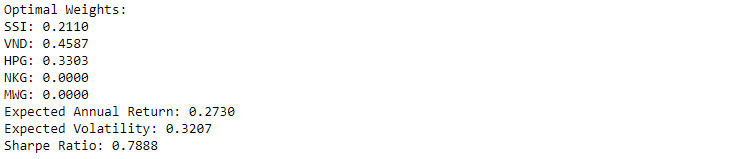 Optimal Weights:
SSI: 0.2110
VND: 0.4587
HPG: 0.3303
NKG: 0.0000
MWG: 0.0000
Expected Annual Return: 0.2730
Expected Volatility: 0.3207
Sharpe Ratio: 0.7888